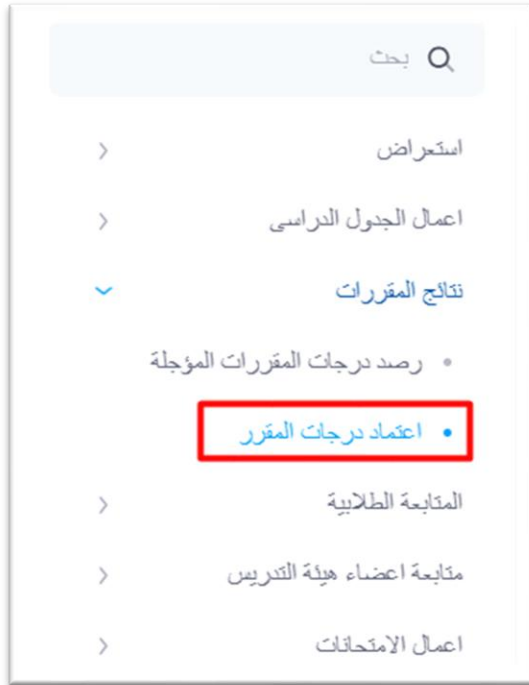 بحث
استعراض
اعمال الجدول الدراسى
نتائج المقررات
رصد درجات المقررات المؤجلة
اعتماد درجات المقرر
المتابعة الطلابية
متابعة اعضاء هيئة التدريس
اعمال الامتحانات